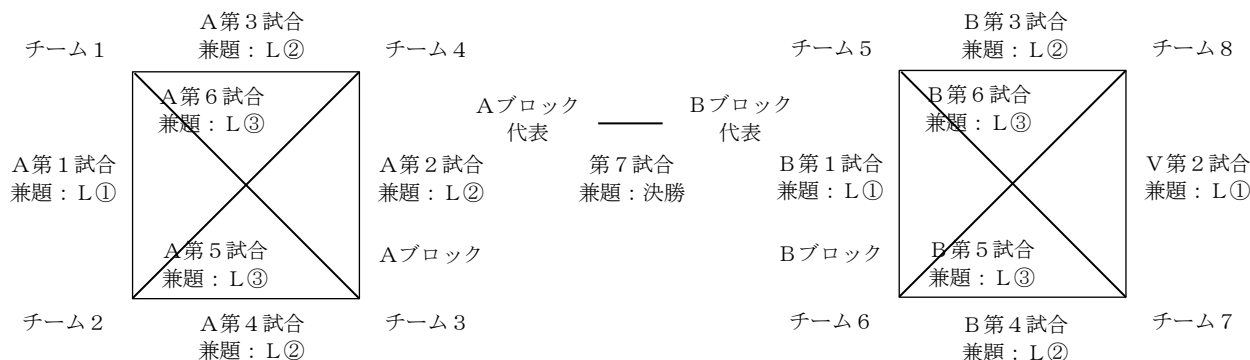 A第3試合
兼題：L②
チーム1
チーム4
A第6試合
兼題：L③
A第1試合
兼題：L①
A第2試合
兼題：L②
A第5試合
兼題：L③
Aブロック
チーム2
A第4試合
兼題：L②
チーム3
Aブロック
代表
Bブロック
代表
第7試合
兼題：決勝
B第3試合
兼題：L②
チーム5
チーム8
B第6試合
兼題：L③
B第1試合
兼題：L①
V第2試合
兼題：L①
Bブロック
B第5試合
兼題：L③
チーム6
B第4試合
兼題：L②
チーム7